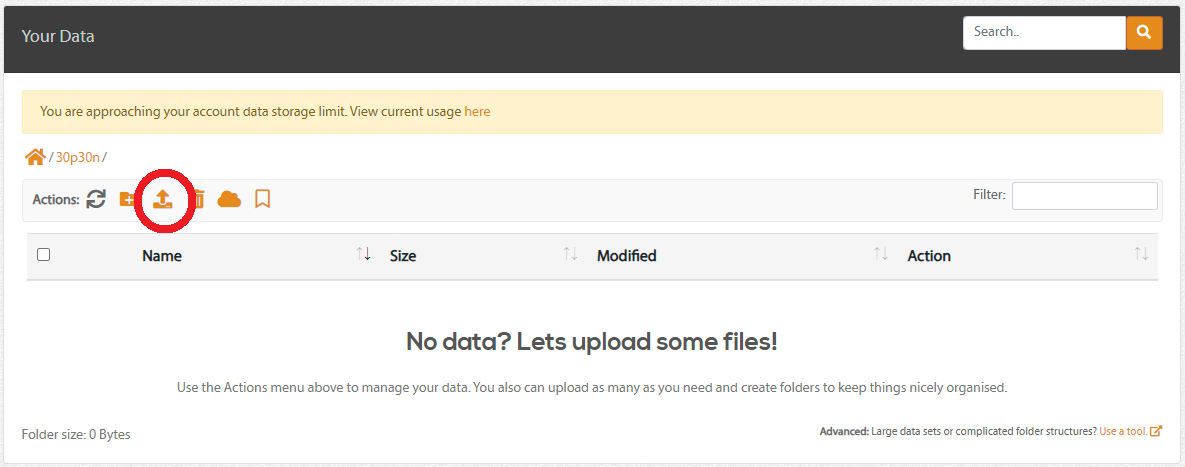 Your Data
Search..
You are approaching your account data storage limit. View current usage here
/ 30p30n /
Actions:
Filter:
Name Size Modified Action
No data? Lets upload some files!
Use the Actions menu above to manage your data. You also can upload as many as you need and create folders to keep things nicely organised.
Folder size: 0 Bytes
Advanced: Large data sets or complicated folder structures? Use a tool.